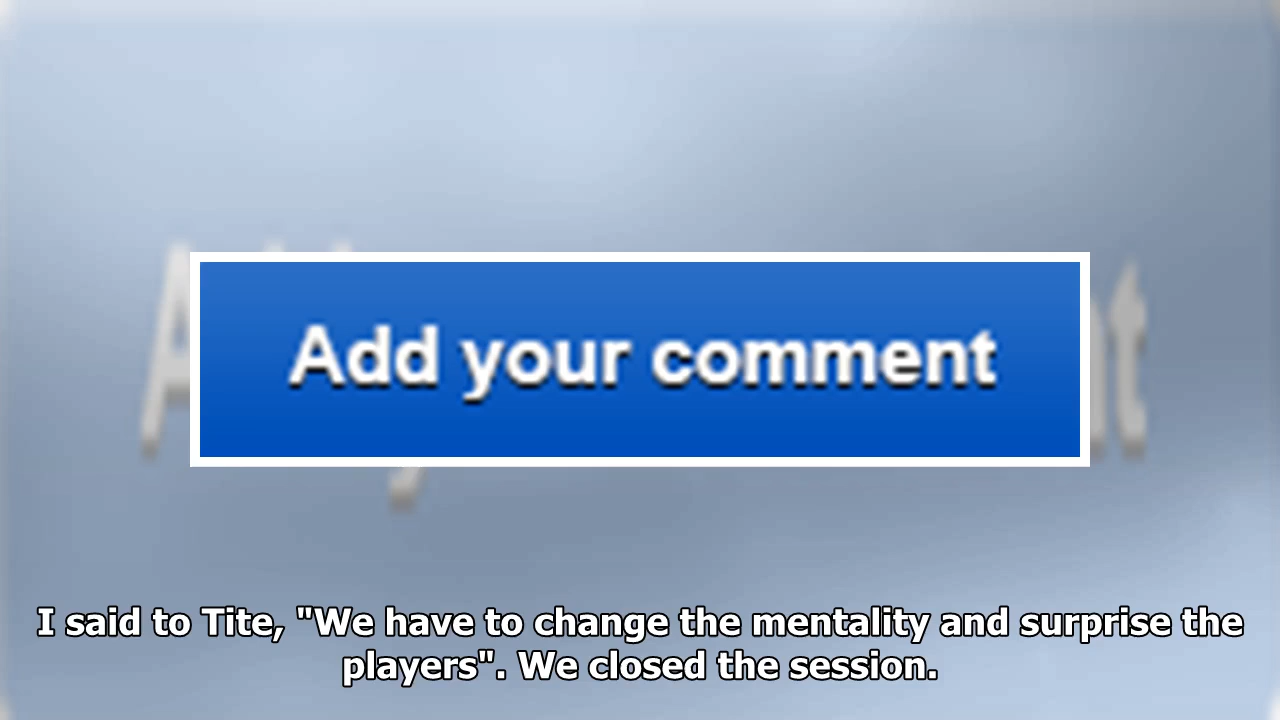 Add your comment
I said to Tite, "We have to change the mentality and surprise the
players". We closed the session.